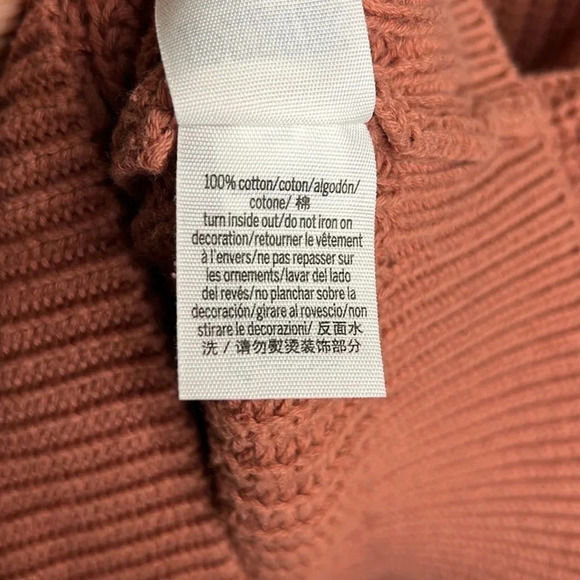 100% cotton/coton/algodón/
cotone/ 棉
turn inside out/do not iron on
decoration/retourner le vêtement
à l'envers/ne pas repasser sur
les ornements/lavar del lado
del revés/no planchar sobre la
decoración/girare al rovescio/non
stirare le decorazioni/ 反面水
洗 / 请勿熨烫装饰部分